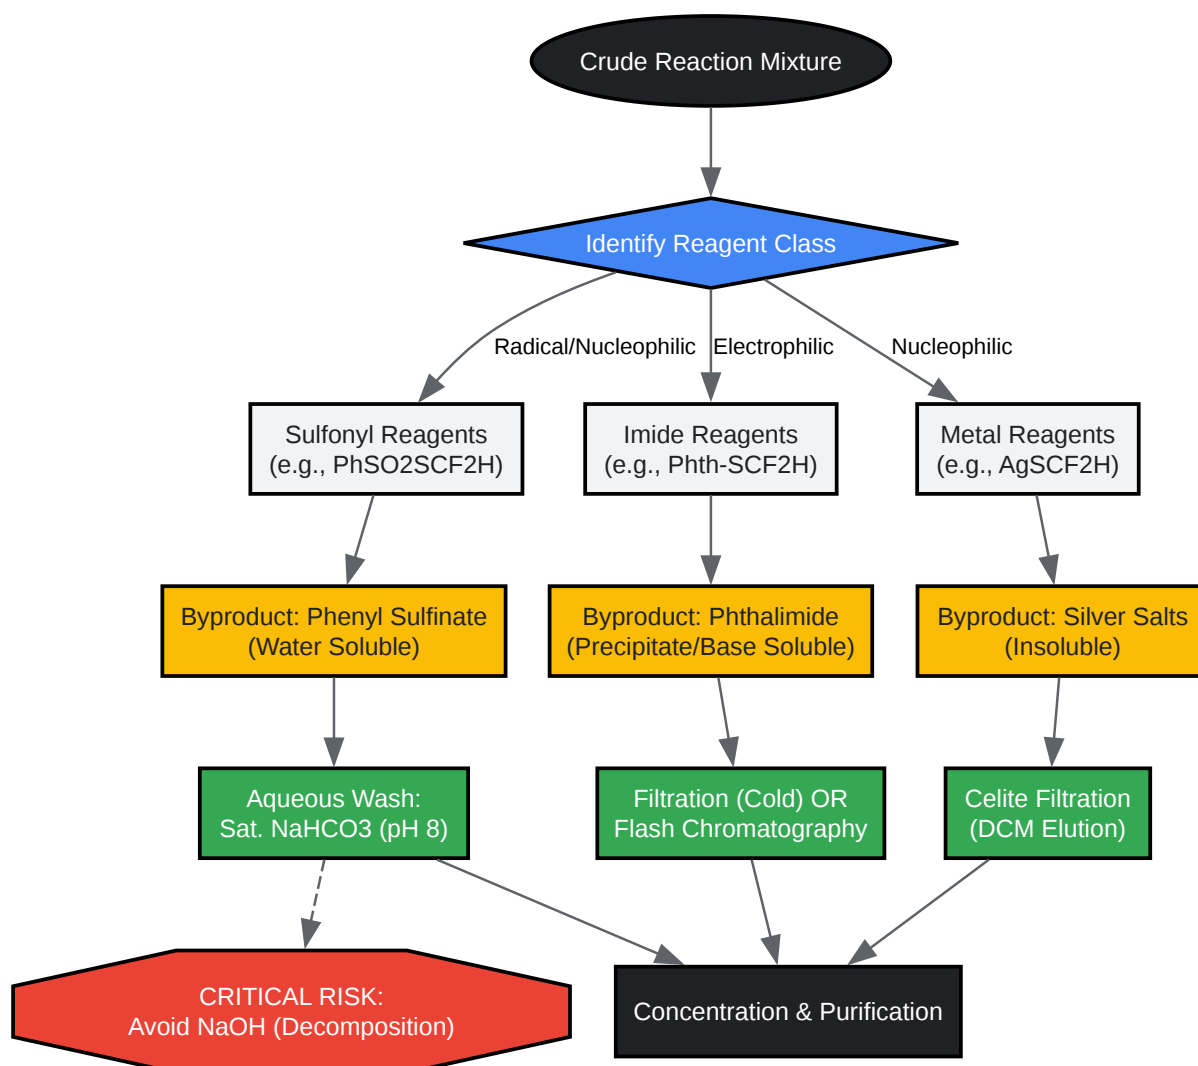 Crude Reaction Mixture
Identify Reagent Class
Radical/Nucleophilic
Electrophilic
Nucleophilic
Sulfonyl Reagents
(e.g., PhSO2SCF2H)
Imide Reagents
(e.g., Phth-SCF2H)
Metal Reagents
(e.g., AgSCF2H)
Byproduct: Phenyl Sulfinate
(Water Soluble)
Byproduct: Phthalimide
(Precipitate/Base Soluble)
Byproduct: Silver Salts
(Insoluble)
Aqueous Wash:
Sat. NaHCO3 (pH 8)
Filtration (Cold) OR
Flash Chromatography
Celite Filtration
(DCM Elution)
CRITICAL RISK:
Avoid NaOH (Decomposition)
Concentration & Purification